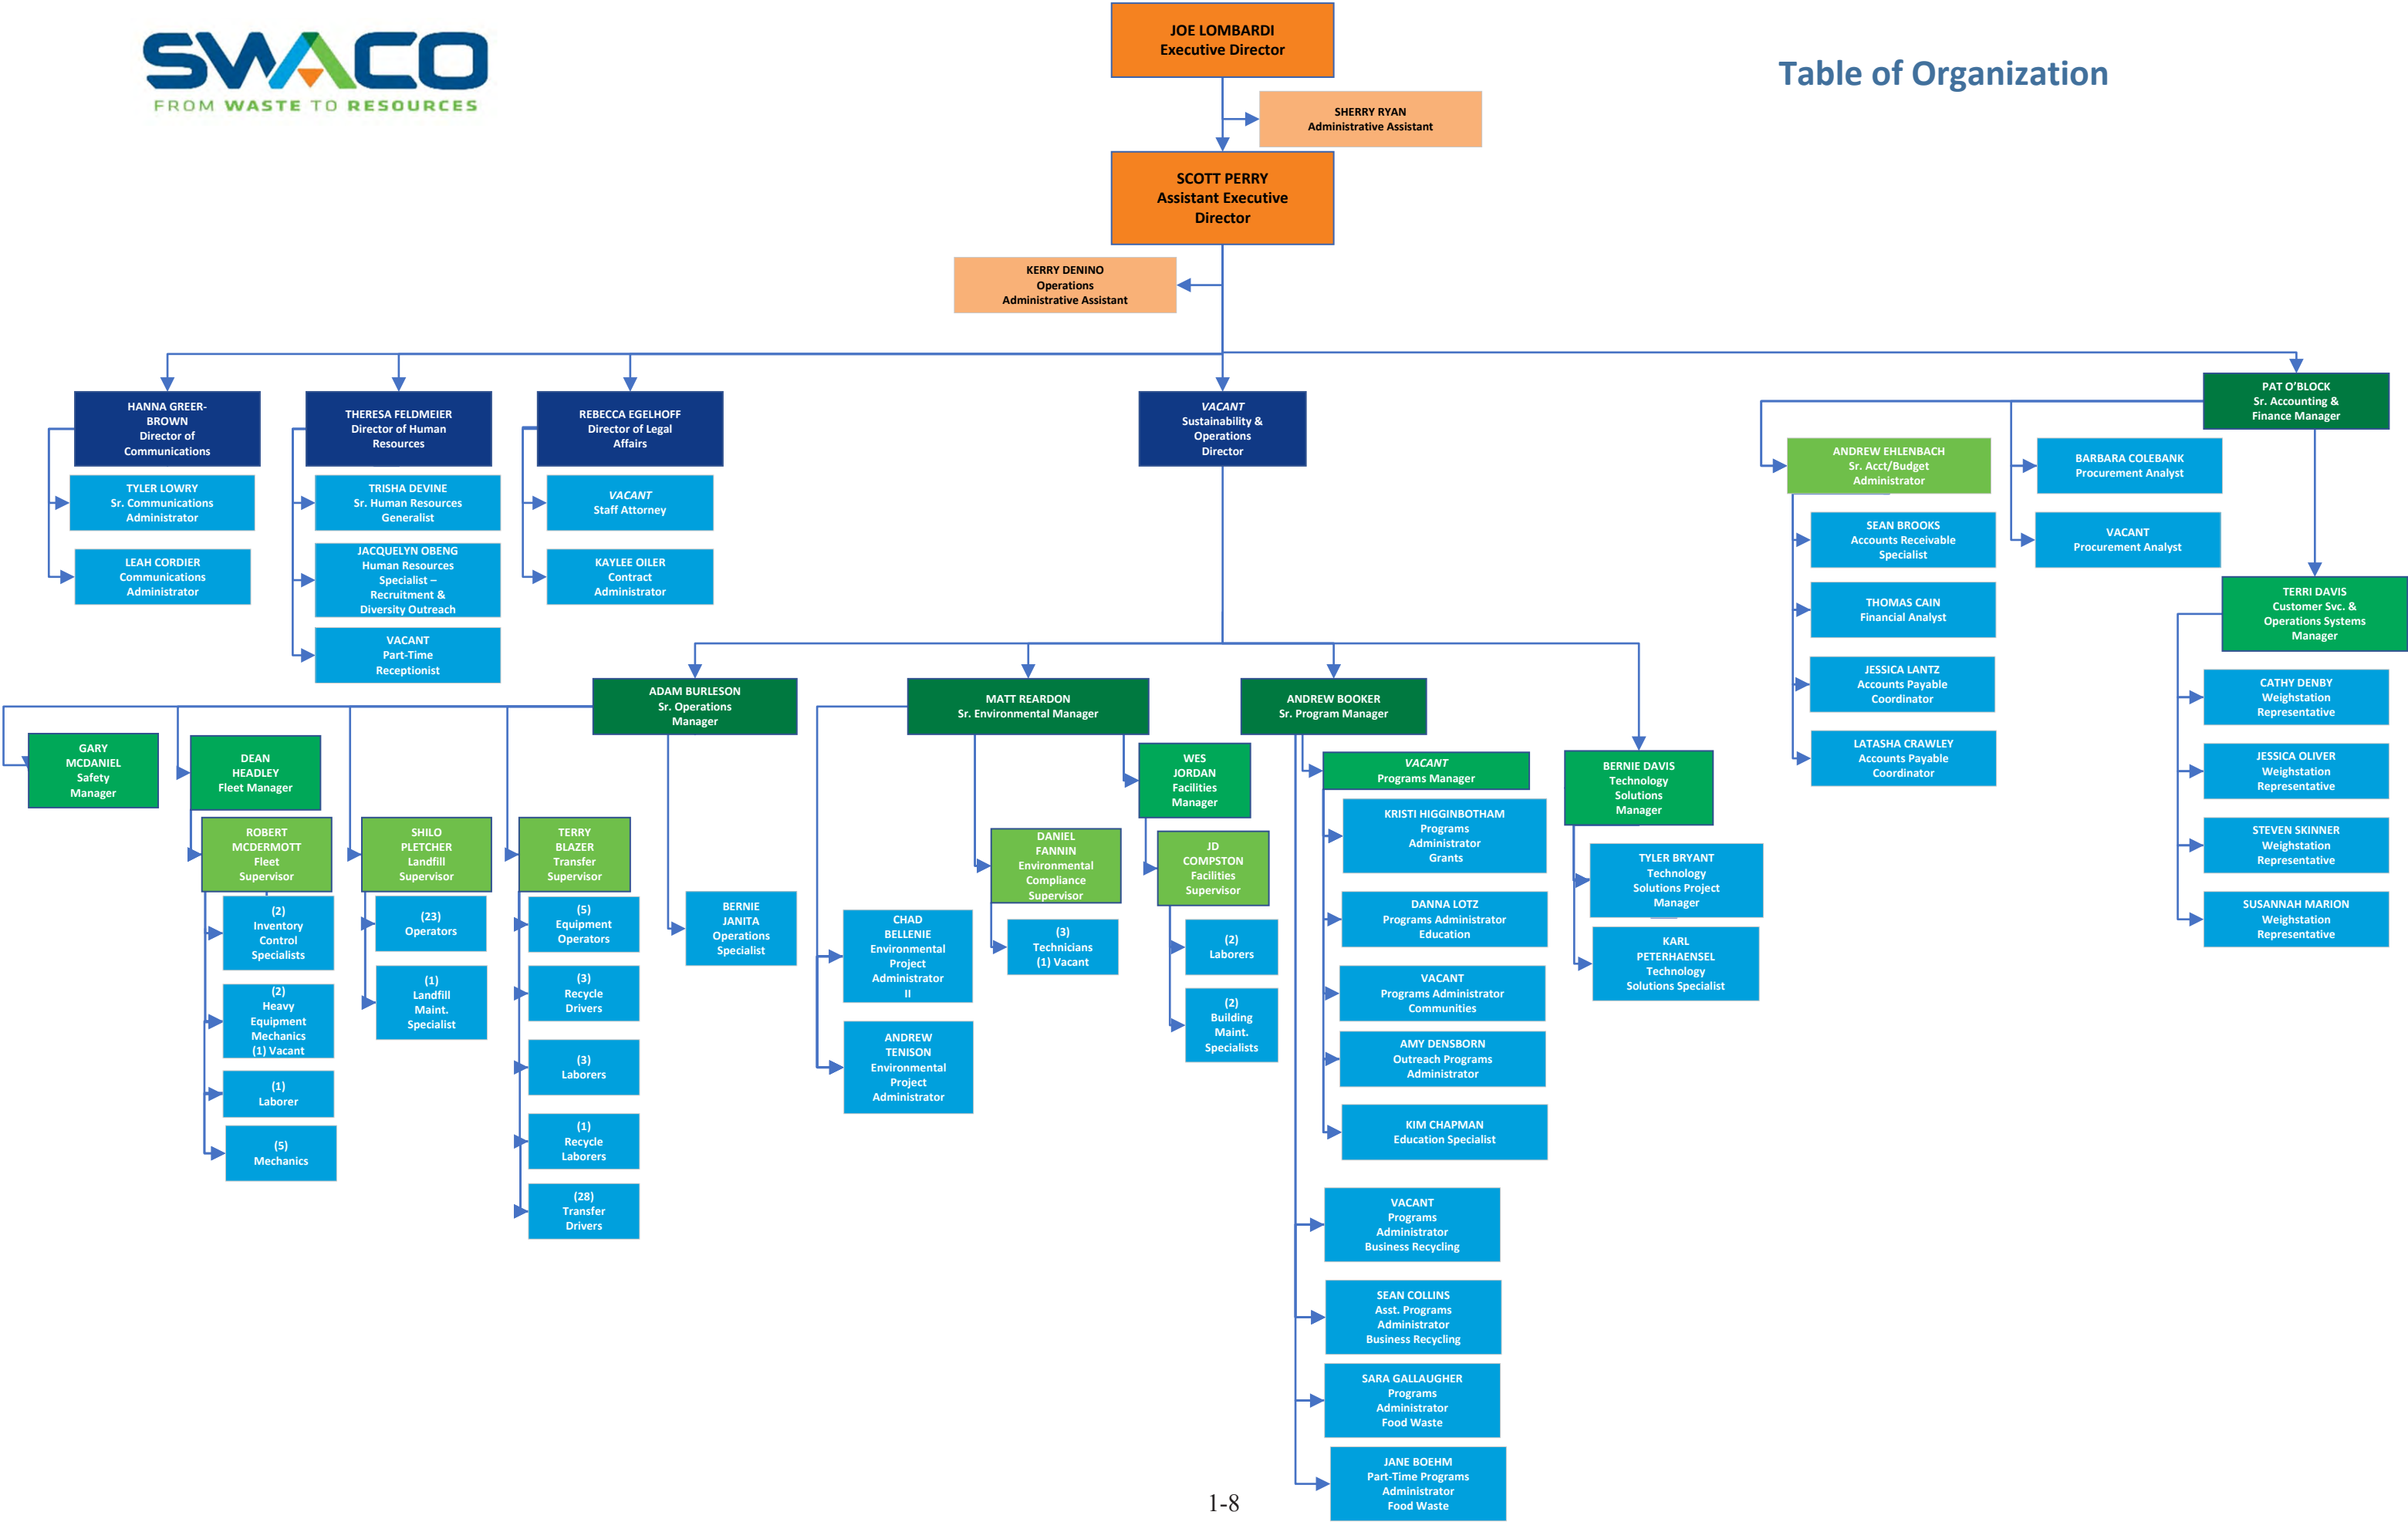 SWACO
FROM WASTE TO RESOURCES
Table of Organization
JOE LOMBARDI
Executive Director
SHERRY RYAN
Administrative Assistant
SCOTT PERRY
Assistant Executive
Director
KERRY DENINO
Operations
Administrative Assistant
HANNA GREER-
BROWN
Director of
Communications
TYLER LOWRY
Sr. Communications
Administrator
LEAH CORDIER
Communications
Administrator
THERESA FELDMEIER
Director of Human
Resources
TRISHA DEVINE
Sr. Human Resources
Generalist
JACQUELYN OBENG
Human Resources
Specialist –
Recruitment &
Diversity Outreach
VACANT
Part-Time
Receptionist
REBECCA EGELHOFF
Director of Legal
Affairs
VACANT
Staff Attorney
KAYLEE OILER
Contract
Administrator
VACANT
Sustainability &
Operations
Director
PAT O’BLOCK
Sr. Accounting &
Finance Manager
ANDREW EHLENBACH
Sr. Acct/Budget
Administrator
SEAN BROOKS
Accounts Receivable
Specialist
THOMAS CAIN
Financial Analyst
JESSICA LANTZ
Accounts Payable
Coordinator
LATASHA CRAWLEY
Accounts Payable
Coordinator
BARBARA COLEBANK
Procurement Analyst
VACANT
Procurement Analyst
TERRI DAVIS
Customer Svc. &
Operations Systems
Manager
CATHY DENBY
Weighstation
Representative
JESSICA OLIVER
Weighstation
Representative
STEVEN SKINNER
Weighstation
Representative
SUSANNAH MARION
Weighstation
Representative
ADAM BURLESON
Sr. Operations
Manager
GARY
MCDANIEL
Safety
Manager
DEAN
HEADLEY
Fleet Manager
ROBERT
MCDERMOTT
Fleet
Supervisor
(2)
Inventory
Control
Specialists
(2)
Heavy
Equipment
Mechanics
(1) Vacant
(1)
Laborer
(5)
Mechanics
SHILO
PLETCHER
Landfill
Supervisor
(23)
Operators
(1)
Landfill
Maint.
Specialist
TERRY
BLAZER
Transfer
Supervisor
(5)
Equipment
Operators
(3)
Recycle
Drivers
(3)
Laborers
(1)
Recycle
Laborers
(28)
Transfer
Drivers
BERNIE
JANITA
Operations
Specialist
MATT REARDON
Sr. Environmental Manager
CHAD
BELLENIE
Environmental
Project
Administrator
II
ANDREW
TENISON
Environmental
Project
Administrator
DANIEL
FANNIN
Environmental
Compliance
Supervisor
(3)
Technicians
(1) Vacant
WES
JORDAN
Facilities
Manager
JD
COMPSTON
Facilities
Supervisor
(2)
Laborers
(2)
Building
Maint.
Specialists
ANDREW BOOKER
Sr. Program Manager
VACANT
Programs Manager
KRISTI HIGGINBOTHAM
Programs
Administrator
Grants
DANNA LOTZ
Programs Administrator
Education
VACANT
Programs Administrator
Communities
AMY DENSBORN
Outreach Programs
Administrator
KIM CHAPMAN
Education Specialist
VACANT
Programs
Administrator
Business Recycling
SEAN COLLINS
Asst. Programs
Administrator
Business Recycling
SARA GALLAUGHER
Programs
Administrator
Food Waste
JANE BOEHM
Part-Time Programs
Administrator
Food Waste
BERNIE DAVIS
Technology
Solutions
Manager
TYLER BRYANT
Technology
Solutions Project
Manager
KARL
PETERHAENSEL
Technology
Solutions Specialist
1-8